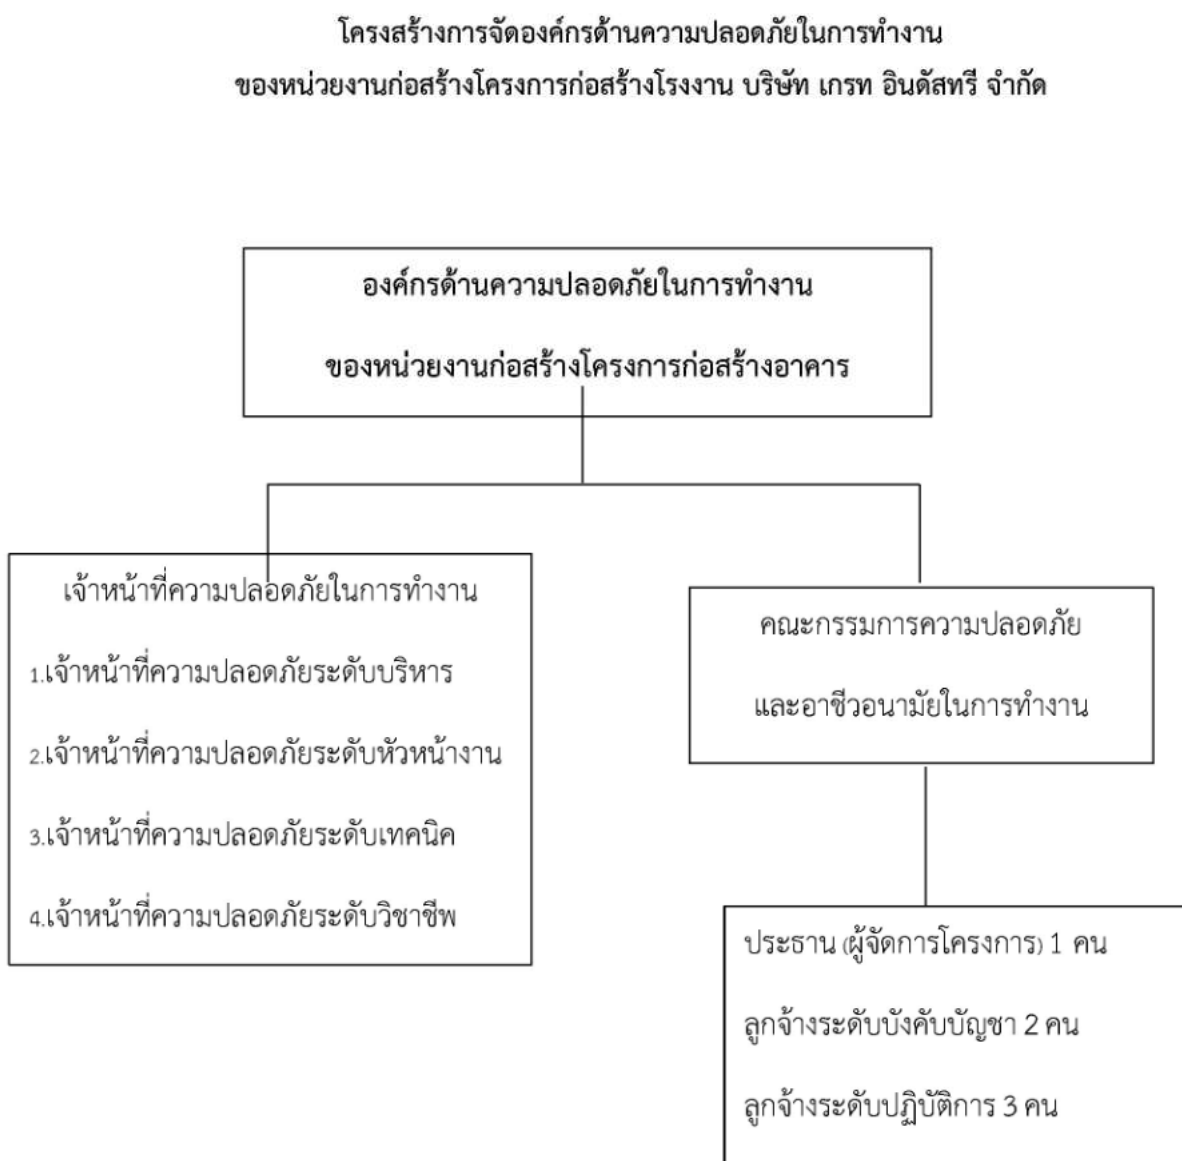 โครงสร้างการจัดองค์กรด้านความปลอดภัยในการทำงาน
ของหน่วยงานก่อสร้างโครงการก่อสร้างโรงงาน บริษัท เกรท อินดัสทรี จำกัด
องค์กรด้านความปลอดภัยในการทำงาน
ของหน่วยงานก่อสร้างโครงการก่อสร้างอาคาร
เจ้าหน้าที่ความปลอดภัยในการทำงาน
1.เจ้าหน้าที่ความปลอดภัยระดับบริหาร
2.เจ้าหน้าที่ความปลอดภัยระดับหัวหน้างาน
3.เจ้าหน้าที่ความปลอดภัยระดับเทคนิค
4.เจ้าหน้าที่ความปลอดภัยระดับวิชาชีพ
คณะกรรมการความปลอดภัย
และอาชีวอนามัยในการทำงาน
ประธาน (ผู้จัดการโครงการ) 1 คน
ลูกจ้างระดับบังคับบัญชา 2 คน
ลูกจ้างระดับปฏิบัติการ 3 คน